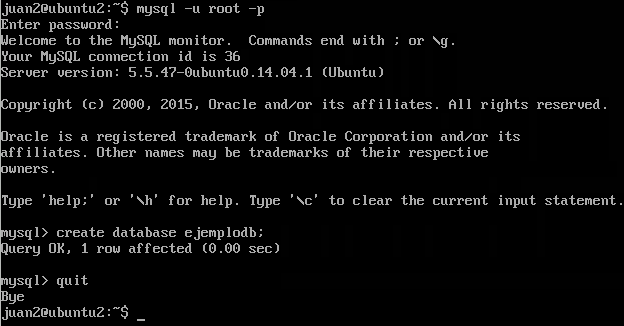 juan2@ubuntu2:~$ mysql -u root -p
Enter password:
Welcome to the MySQL monitor.  Commands end with ; or \g.
Your MySQL connection id is 36
Server version: 5.5.47-0ubuntu0.14.04.1 (Ubuntu)
Copyright (c) 2000, 2015, Oracle and/or its affiliates. All rights reserved.
Oracle is a registered trademark of Oracle Corporation and/or its
affiliates. Other names may be trademarks of their respective
owners.
Type 'help;' or '\h' for help. Type '\c' to clear the current input statement.
mysql> create database ejemplodb;
Query OK, 1 row affected (0.00 sec)
mysql> quit
Bye
juan2@ubuntu2:~$ _